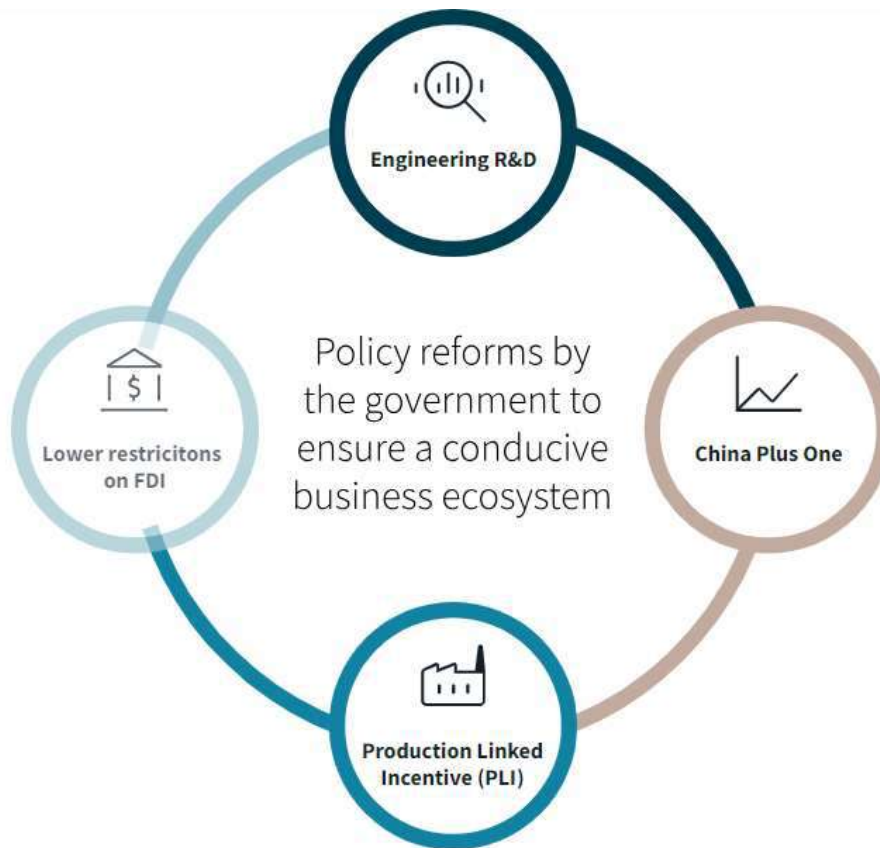 Engineering R&D
Policy reforms by
the government to
ensure a conducive
business ecosystem
Lower restricitons
on FDI
China Plus One
Production Linked
Incentive (PLI)
$